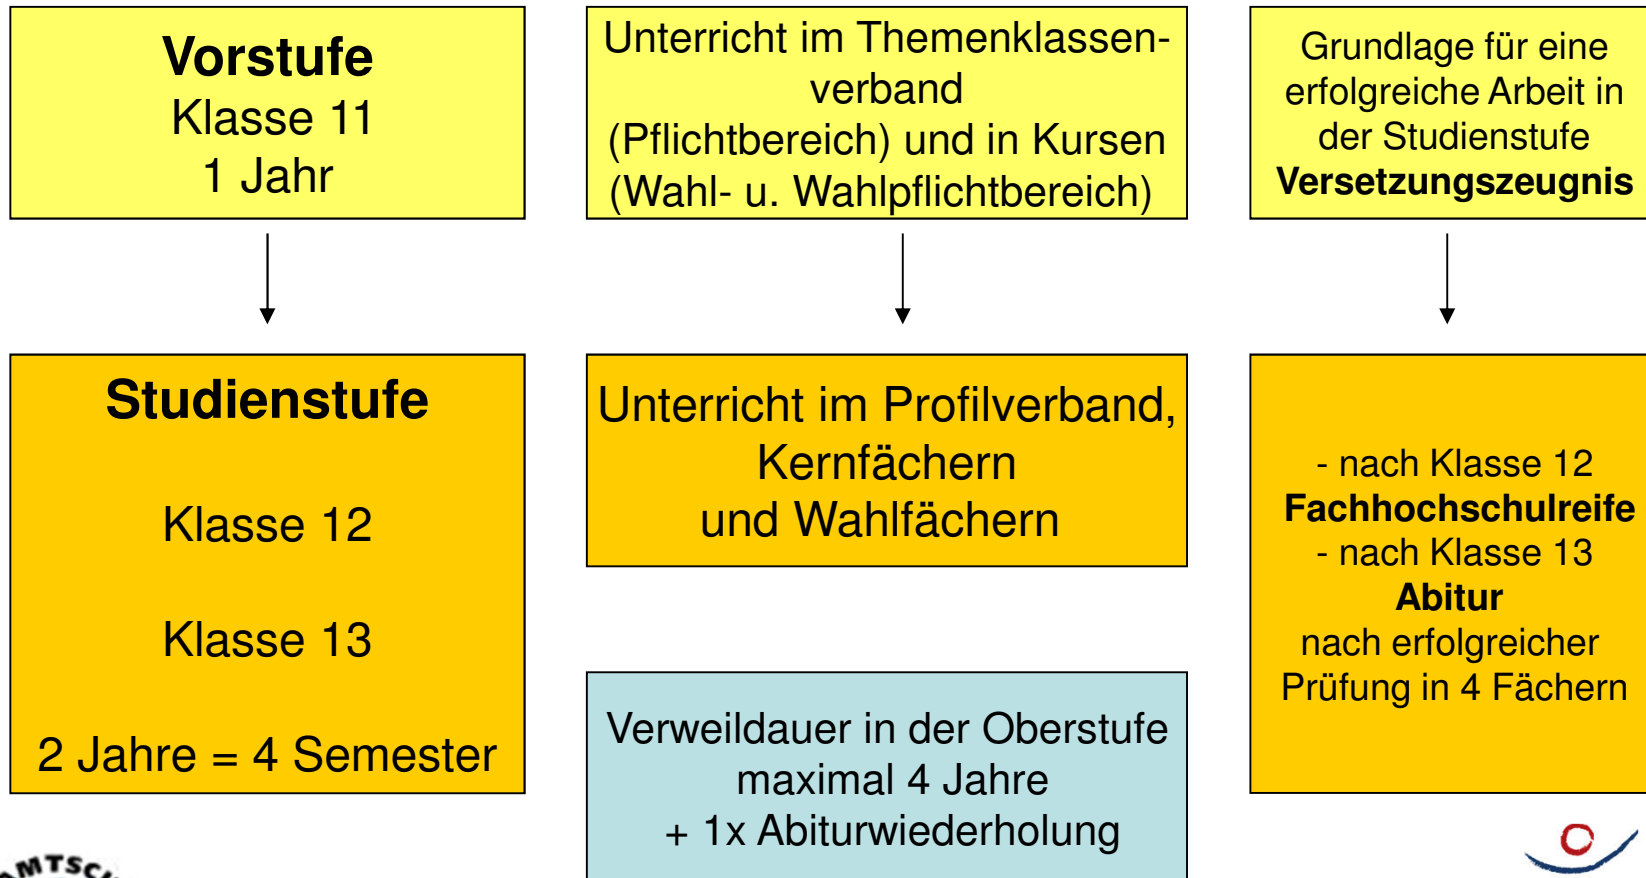 Vorstufe
Klasse 11
1 Jahr
Unterricht im Themenklassen-
verband
(Pflichtbereich) und in Kursen
(Wahl- u. Wahlpflichtbereich)
Grundlage für eine
erfolgreiche Arbeit in
der Studienstufe
Versetzungszeugnis
Studienstufe
Klasse 12
Klasse 13
2 Jahre = 4 Semester
Unterricht im Profilverband,
Kernfächern
und Wahlfächern
- nach Klasse 12
Fachhochschulreife
- nach Klasse 13
Abitur
nach erfolgreicher
Prüfung in 4 Fächern
Verweildauer in der Oberstufe
maximal 4 Jahre
+ 1x Abiturwiederholung